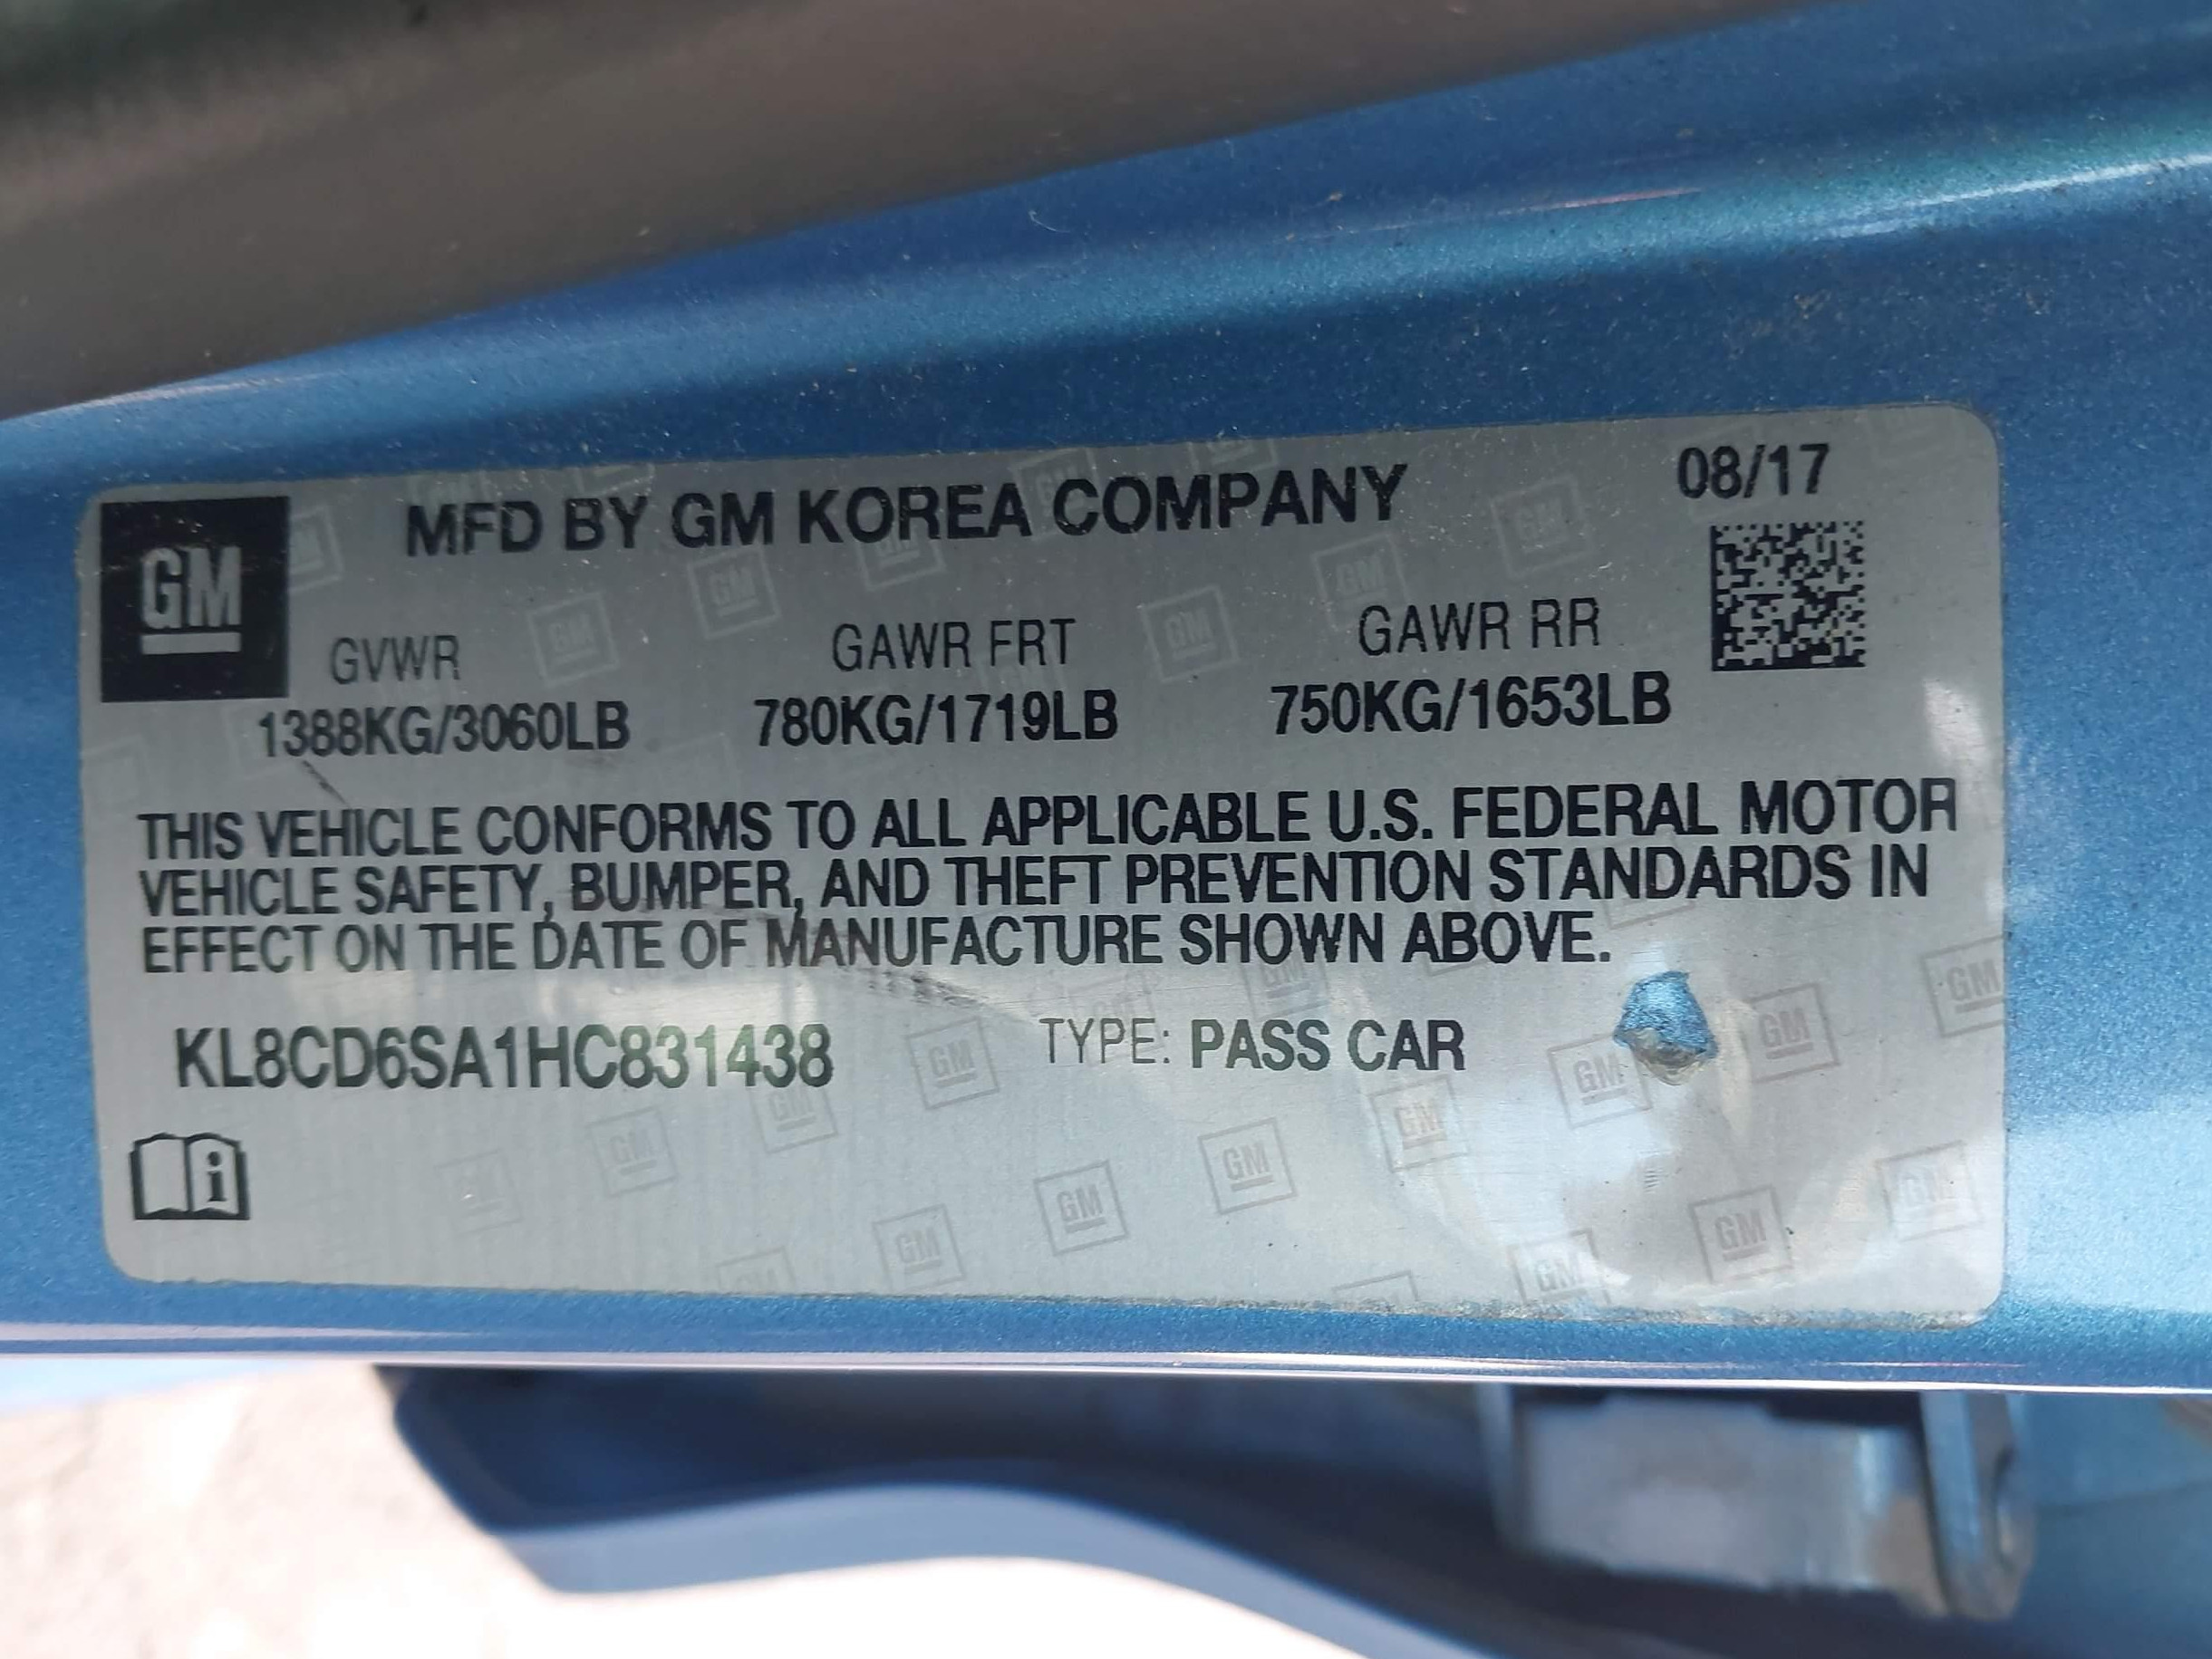 MFD BY GM KOREA COMPANY
08/17
GM
GVWR
GAWR FRT
GAWR RR
1388KG/3060LB
780KG/1719LB
750KG/1653LB
THIS VEHICLE CONFORMS TO ALL APPLICABLE U.S. FEDERAL MOTOR
VEHICLE SAFETY, BUMPER, AND THEFT PREVENTION STANDARDS IN
EFFECT ON THE DATE OF MANUFACTURE SHOWN ABOVE.
KL8CD6SA1HC831438
TYPE: PASS CAR
i